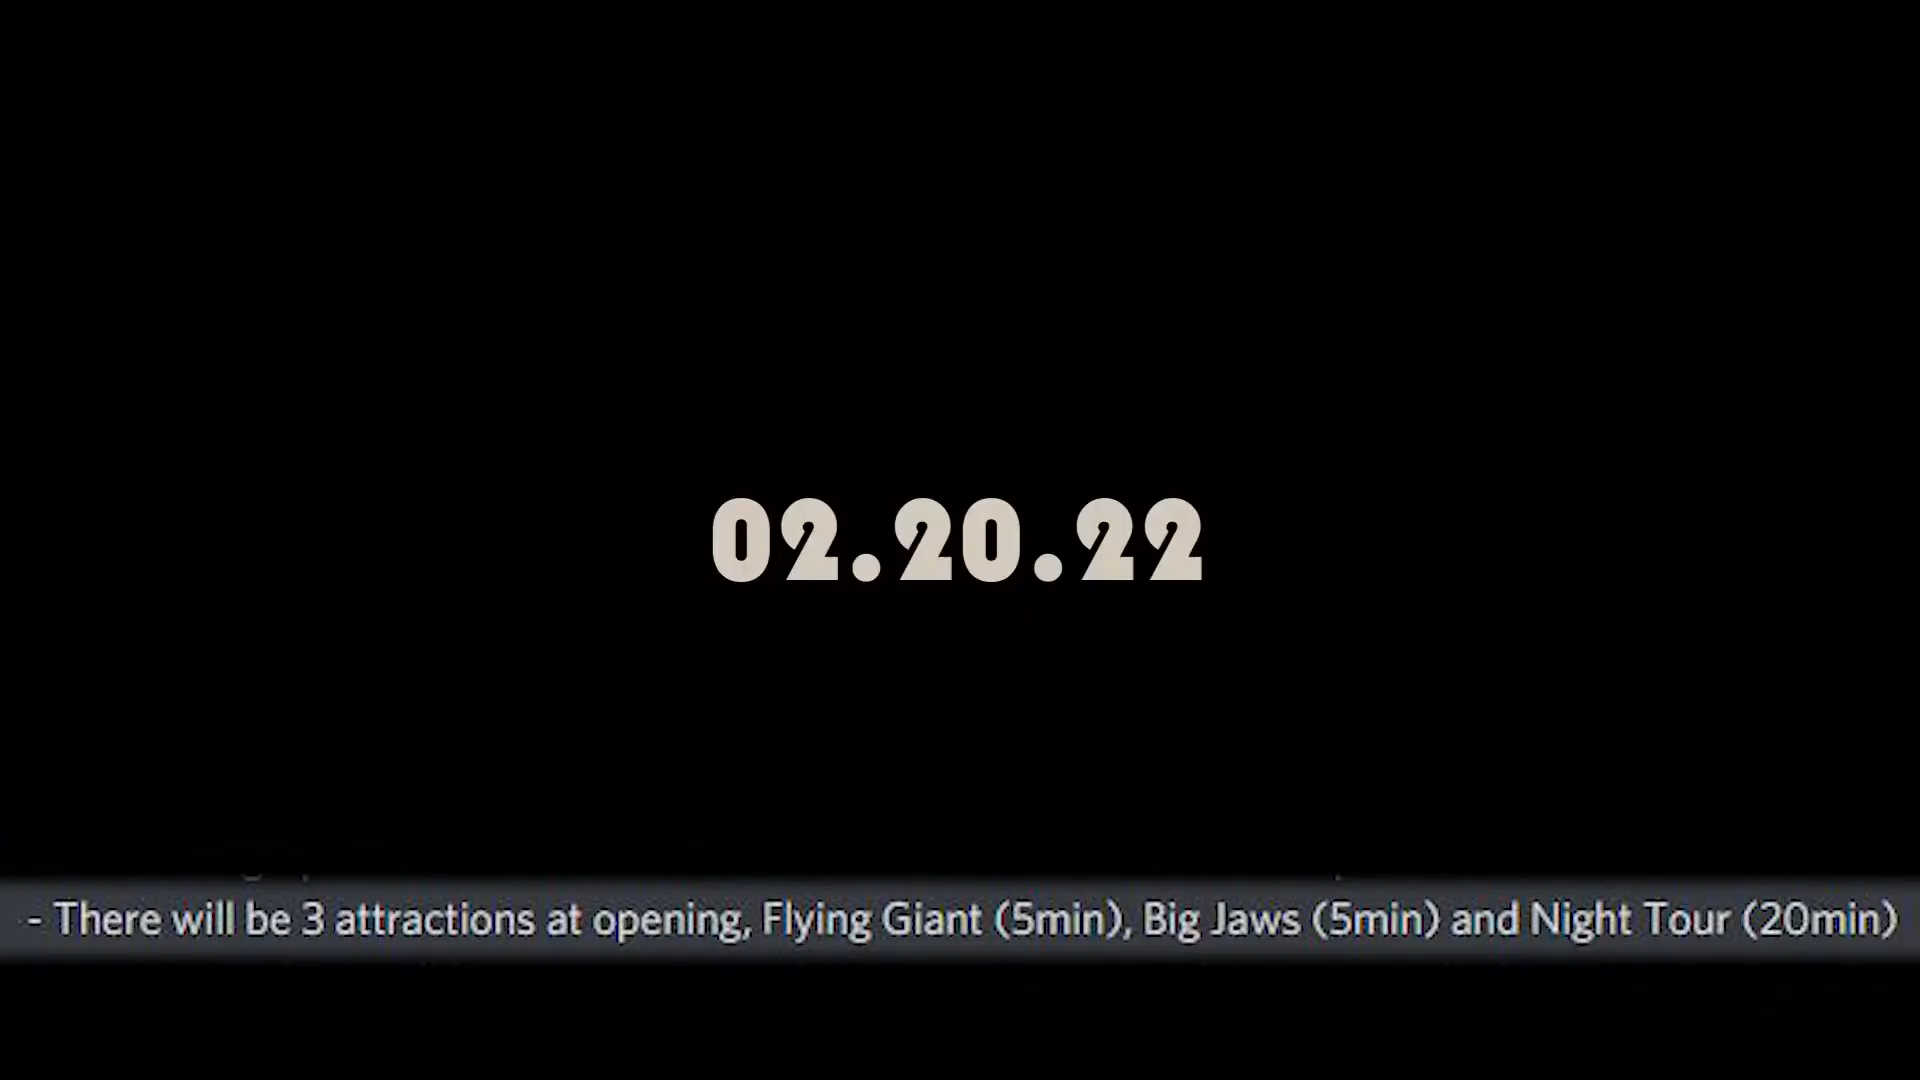 02.20.22
- There will be 3 attractions at opening, Flying Giant (5min), Big Jaws (5min) and Night Tour (20min)